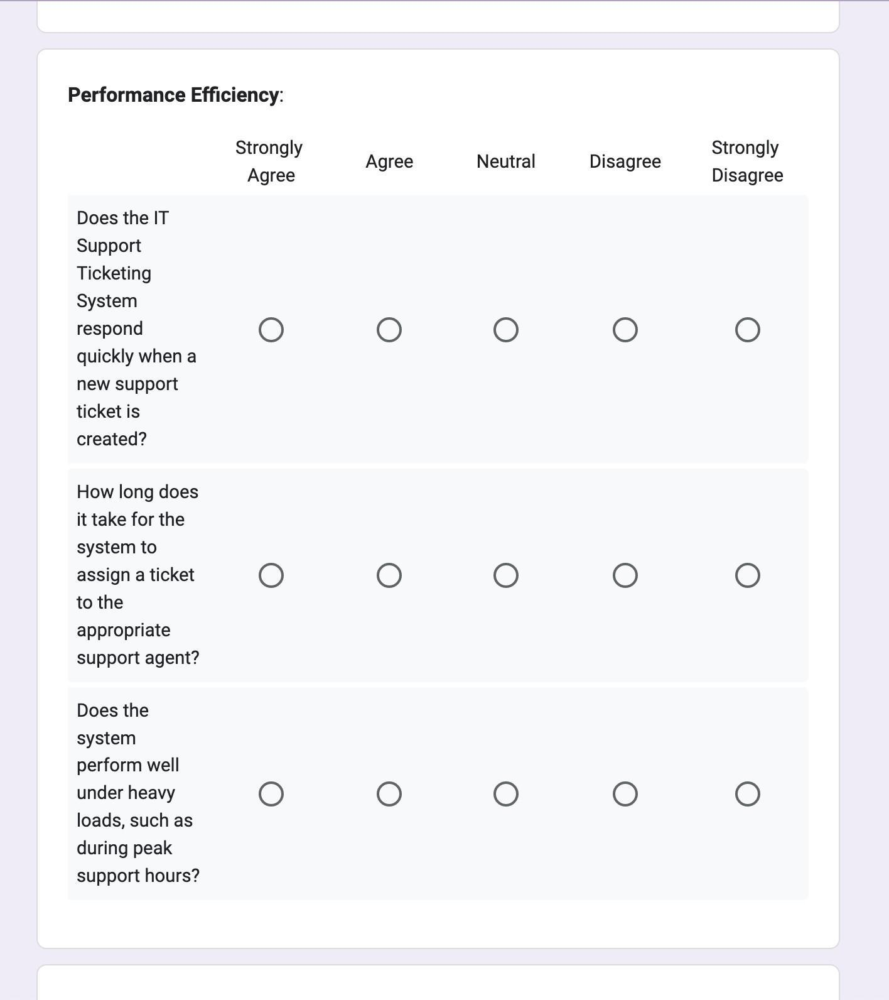 Performance Efficiency:
Strongly Agree
Agree
Neutral
Disagree
Strongly Disagree
Does the IT
Support
Ticketing
System
respond
quickly when a
new support
ticket is
created?
How long does
it take for the
system to
assign a ticket
to the
appropriate
support agent?
Does the
system
perform well
under heavy
loads, such as
during peak
support hours?